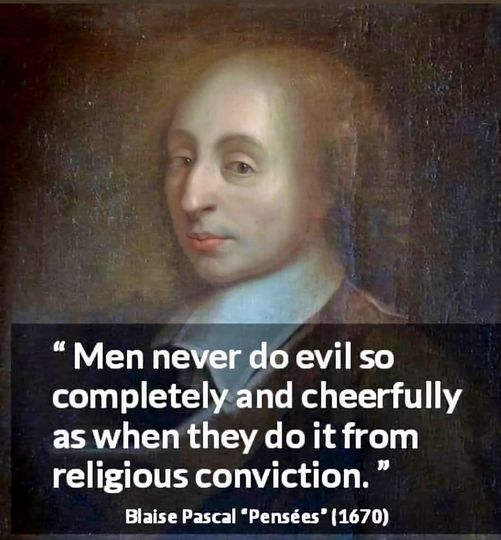 “ Men never do evil so
completely and cheerfully
as when they do it from
religious conviction. ”
Blaise Pascal “Pensées” (1670)